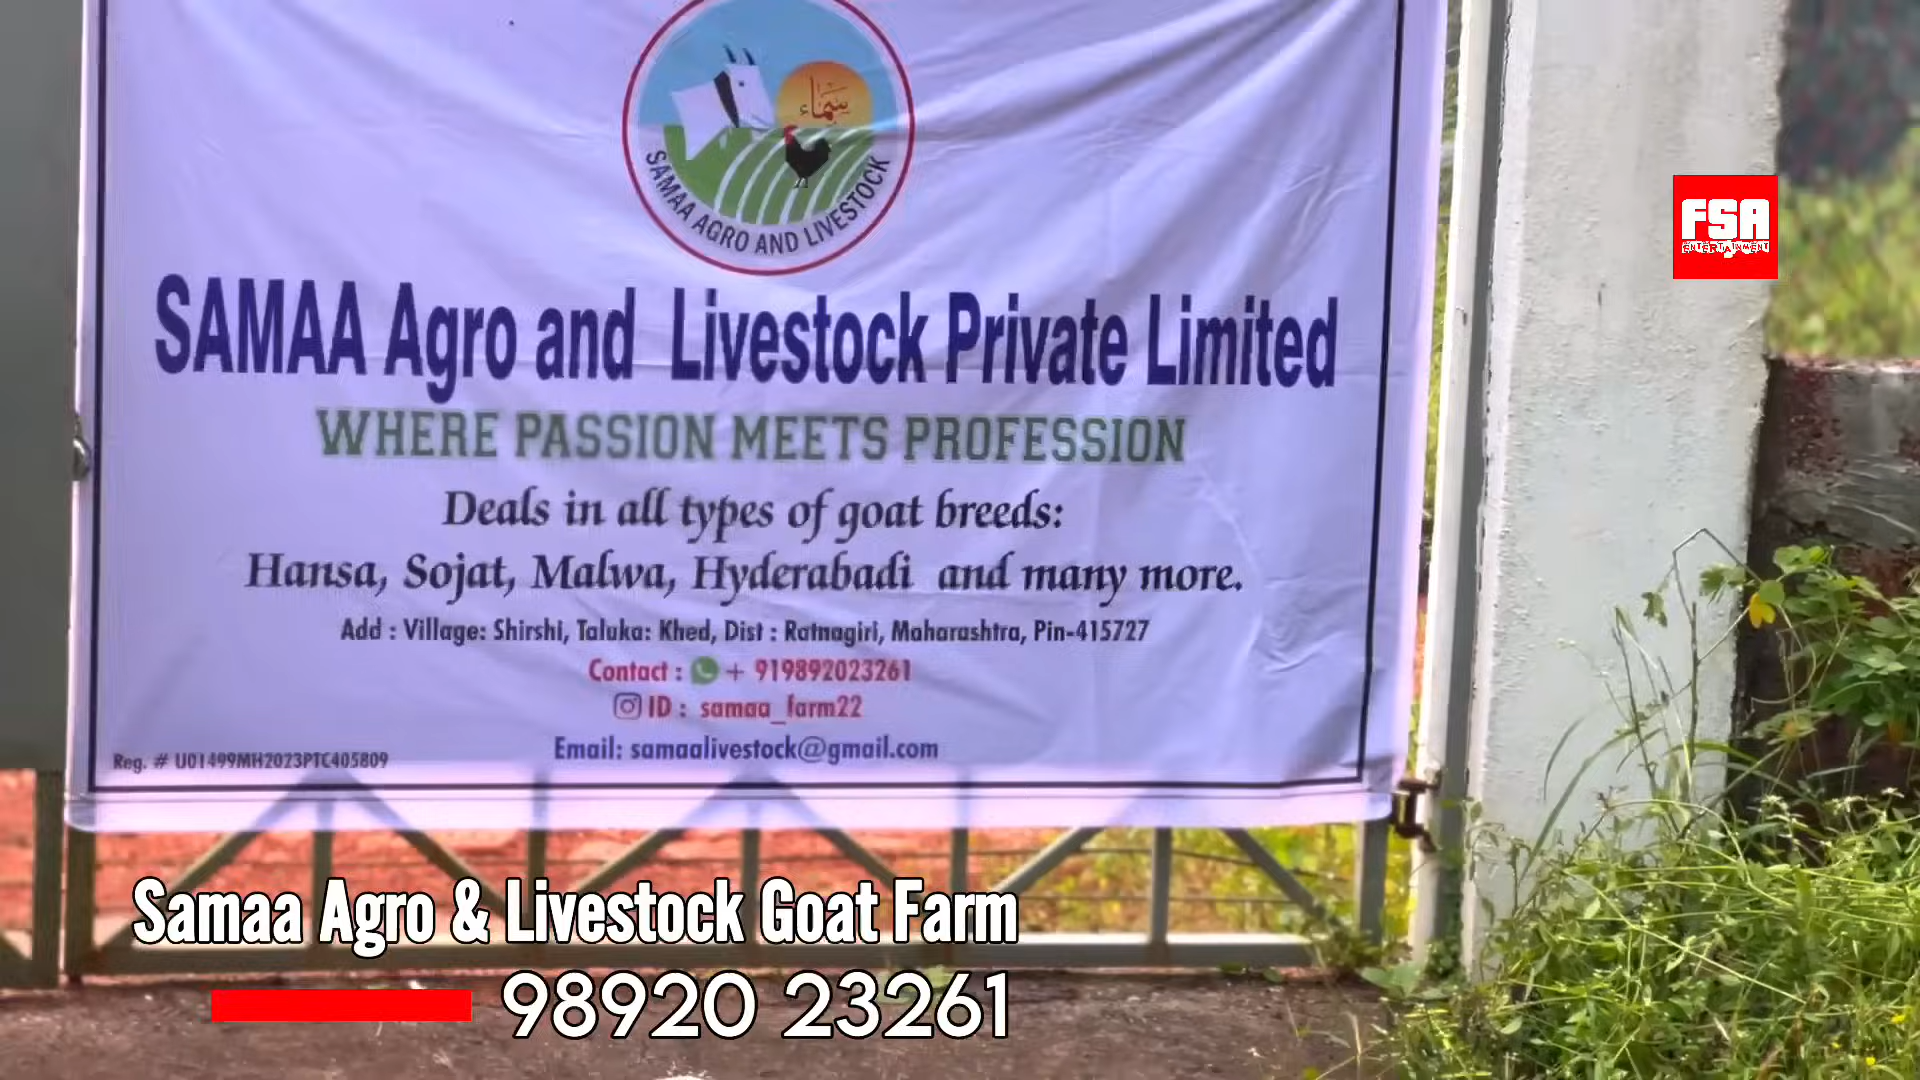 سماء
SAMAA AGRO AND LIVESTOCK
SAMAA Agro and Livestock Private Limited
WHERE PASSION MEETS PROFESSION
Deals in all types of goat breeds:
Hansa, Sojat, Malwa, Hyderabadi and many more.
Add : Village: Shirshi, Taluka: Khed, Dist : Ratnagiri, Maharashtra, Pin-415727
Contact : + 919892023261
ID : samaa_farm22
Email: samaalivestock@gmail.com
Reg. # U01499MH2023PTC405809
FSA
ENTERTAINMENT
Samaa Agro & Livestock Goat Farm
98920 23261